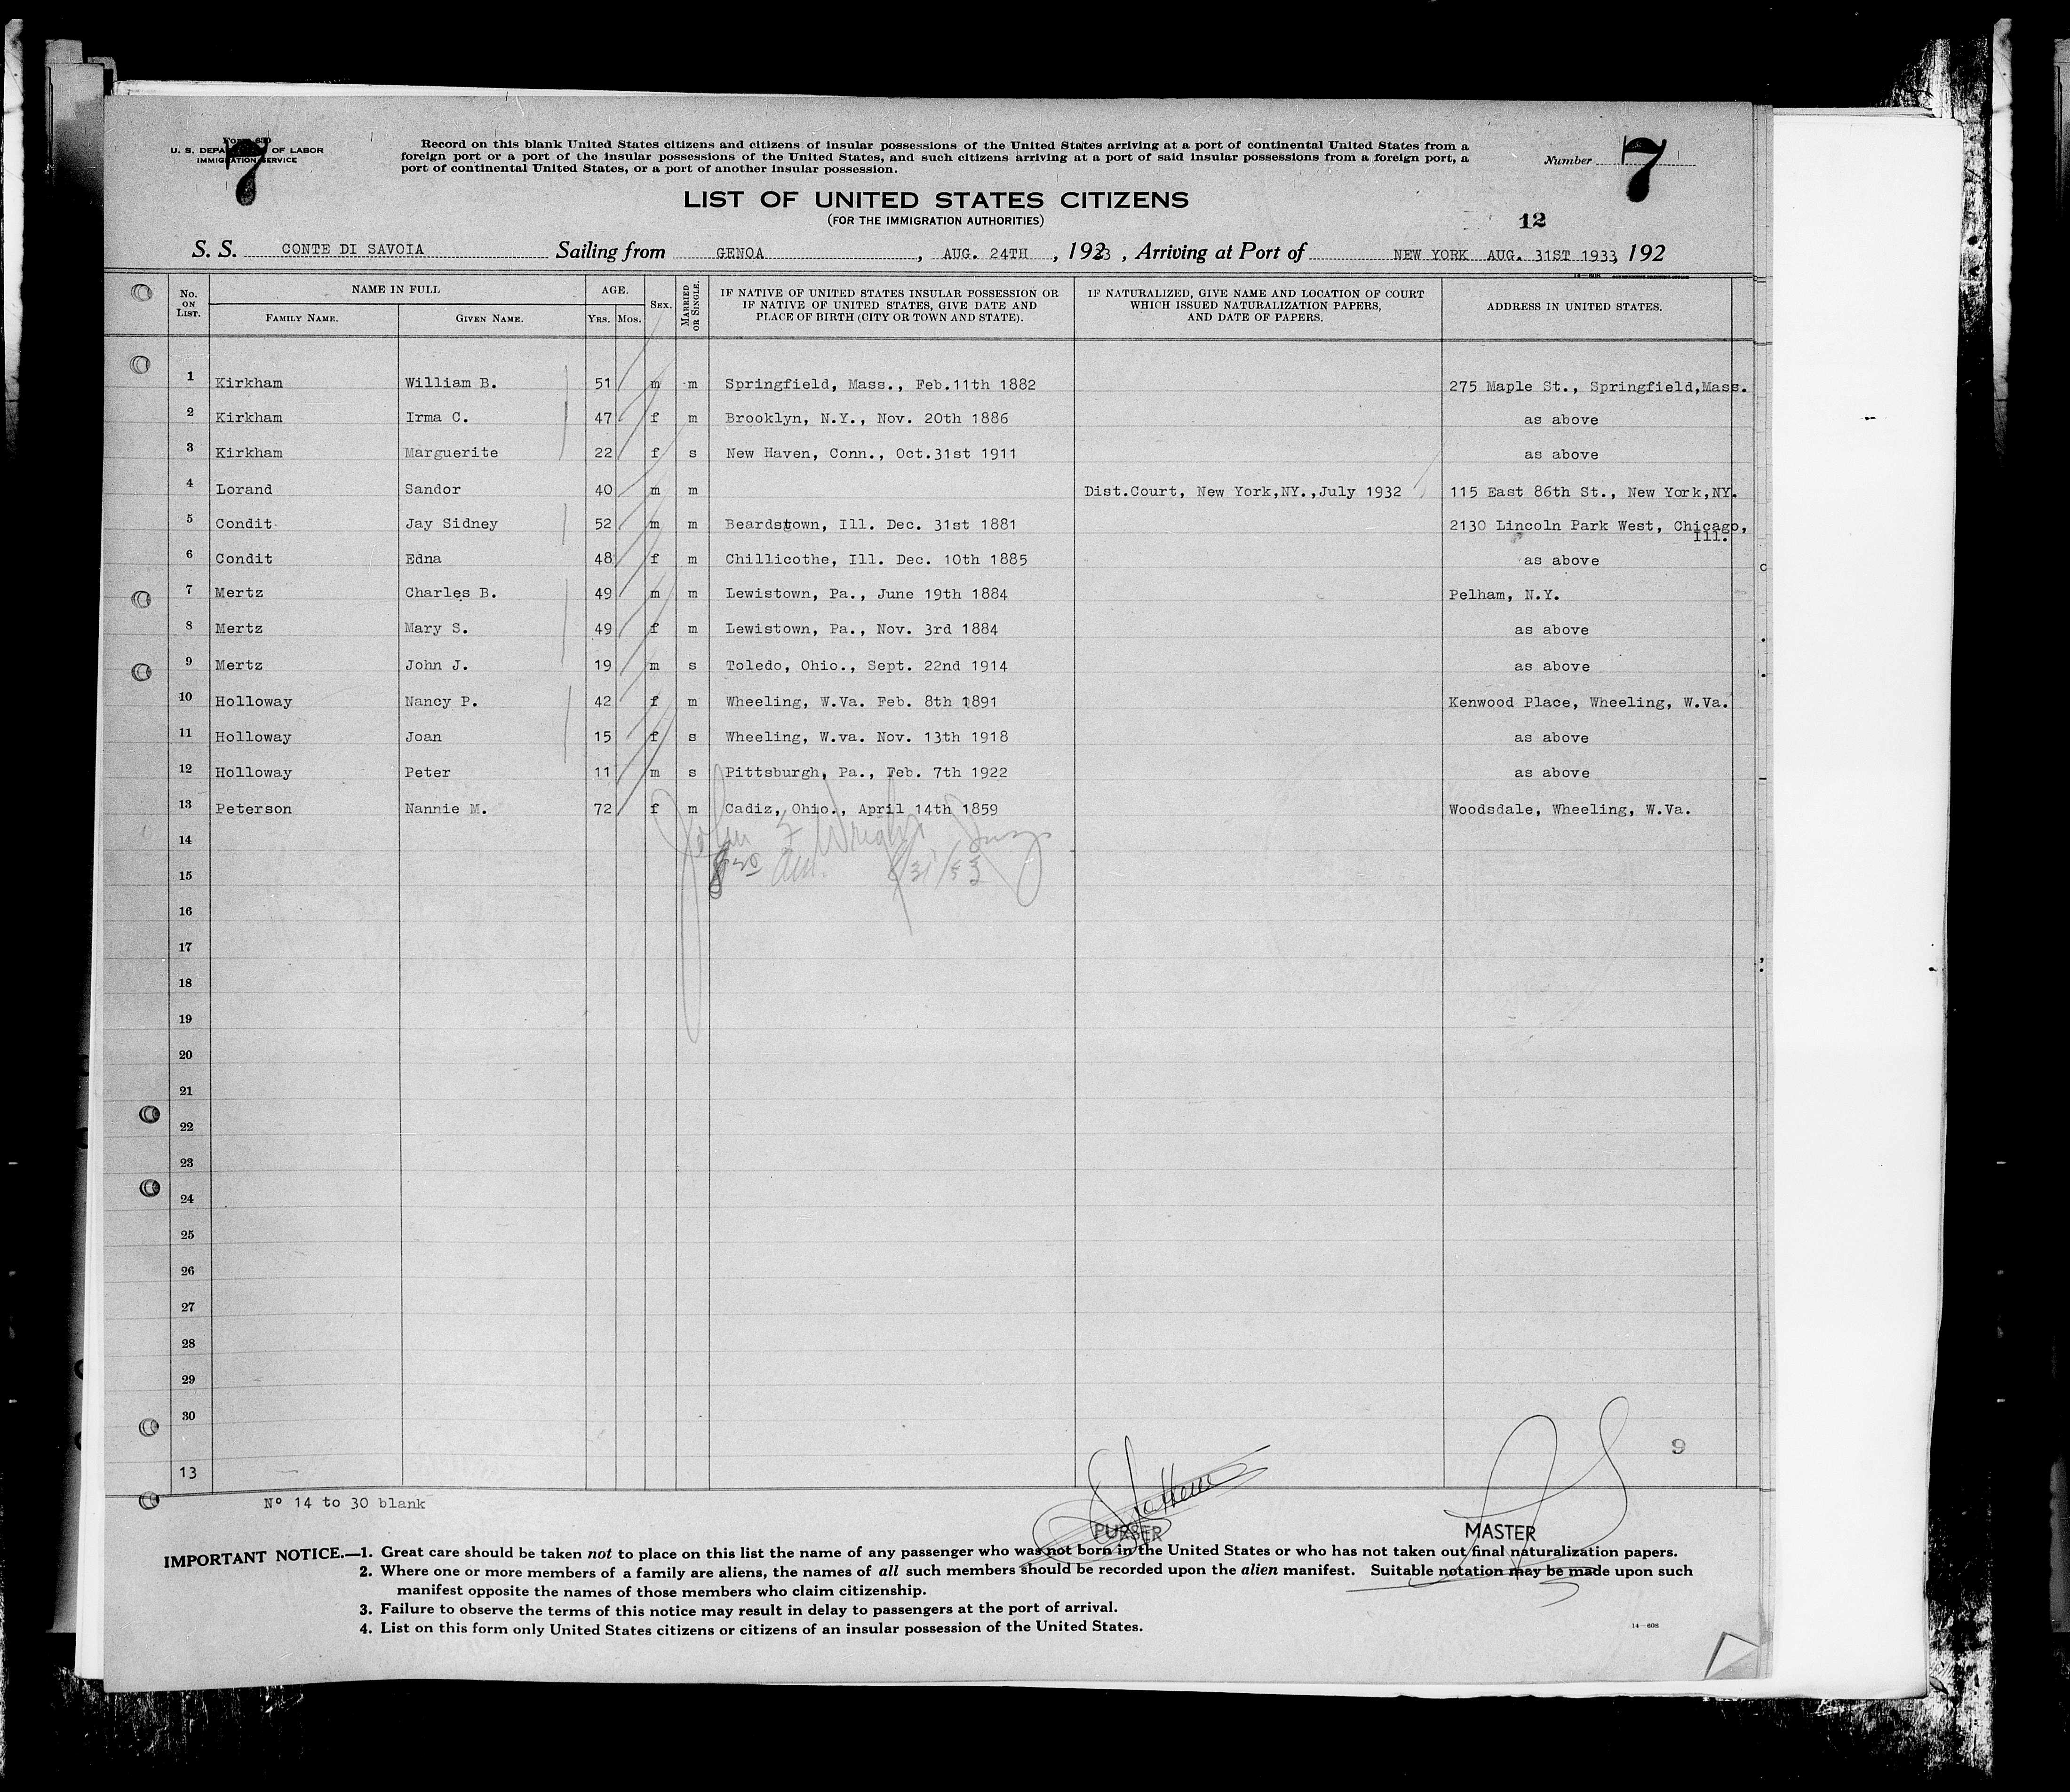 Form 630
U. S. DEPARTMENT OF LABOR
IMMIGRATION SERVICE
7
Record on this blank United States citizens and citizens of insular possessions of the United States arriving at a port of continental United States from a
foreign port or a port of the insular possessions of the United States, and such citizens arriving at a port of said insular possessions from a foreign port, a
port of continental United States, or a port of another insular possession.
Number 7
LIST OF UNITED STATES CITIZENS
(FOR THE IMMIGRATION AUTHORITIES)
12
S. S. CONTE DI SAVOIA Sailing from GENOA , AUG. 24TH , 1933 , Arriving at Port of NEW YORK AUG. 31ST 1933, 192
No. on List. NAME IN FULL AGE. Sex. Married or Single. IF NATIVE OF UNITED STATES INSULAR POSSESSION OR IF NATIVE OF UNITED STATES, GIVE DATE AND PLACE OF BIRTH (CITY OR TOWN AND STATE). IF NATURALIZED, GIVE NAME AND LOCATION OF COURT WHICH ISSUED NATURALIZATION PAPERS, AND DATE OF PAPERS. ADDRESS IN UNITED STATES.
Family Name. Given Name. Yrs. Mos.
1 Kirkham William B. 51 m m Springfield, Mass., Feb.11th 1882 275 Maple St., Springfield,Mass.
2 Kirkham Irma C. 47 f m Brooklyn, N.Y., Nov. 20th 1886 as above
3 Kirkham Marguerite 22 f s New Haven, Conn., Oct.31st 1911 as above
4 Lorand Sandor 40 m m Dist.Court, New York,NY.,July 1932 115 East 86th St., New York,NY.
5 Condit Jay Sidney 52 m m Beardstown, Ill. Dec. 31st 1881 2130 Lincoln Park West, Chicago,
Ill.
6 Condit Edna 48 f m Chillicothe, Ill. Dec. 10th 1885 as above
7 Mertz Charles B. 49 m m Lewistown, Pa., June 19th 1884 Pelham, N.Y.
8 Mertz Mary S. 49 f m Lewistown, Pa., Nov. 3rd 1884 as above
9 Mertz John J. 19 m s Toledo, Ohio., Sept. 22nd 1914 as above
10 Holloway Nancy P. 42 f m Wheeling, W.Va. Feb. 8th 1891 Kenwood Place, Wheeling, W.Va.
11 Holloway Joan 15 f s Wheeling, W.va. Nov. 13th 1918 as above
12 Holloway Peter 11 m s Pittsburgh, Pa., Feb. 7th 1922 as above
13 Peterson Nannie M. 72 f m Cadiz, Ohio., April 14th 1859 Woodsdale, Wheeling, W.Va.
John F Wright
14
8/31/33
15
16
17
18
19
20
21
22
23
24
25
26
27
28
29
30
9
13
Nº 14 to 30 blank
PURSER
MASTER
IMPORTANT NOTICE.—1. Great care should be taken not to place on this list the name of any passenger who was not born in the United States or who has not taken out final naturalization papers.
2. Where one or more members of a family are aliens, the names of all such members should be recorded upon the alien manifest. Suitable notation may be made upon such
manifest opposite the names of those members who claim citizenship.
3. Failure to observe the terms of this notice may result in delay to passengers at the port of arrival.
4. List on this form only United States citizens or citizens of an insular possession of the United States.
14—608